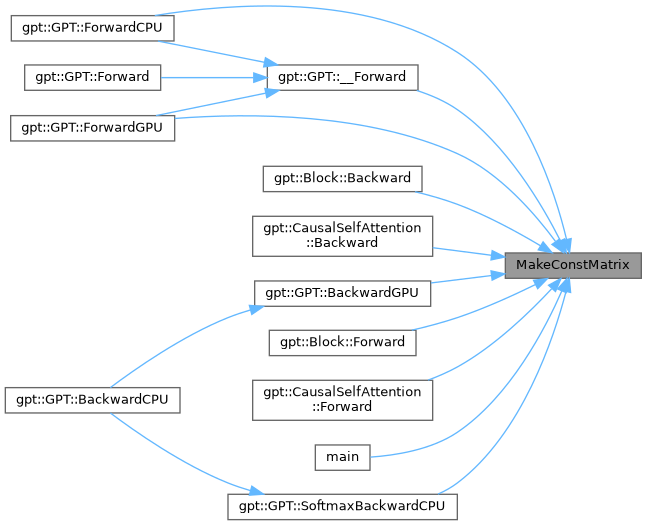 gpt::GPT::ForwardCPU
gpt::GPT::Forward
gpt::GPT::__Forward
gpt::GPT::ForwardGPU
gpt::Block::Backward
gpt::CausalSelfAttention
::Backward
MakeConstMatrix
gpt::GPT::BackwardGPU
gpt::Block::Forward
gpt::CausalSelfAttention
::Forward
gpt::GPT::BackwardCPU
main
gpt::GPT::SoftmaxBackwardCPU